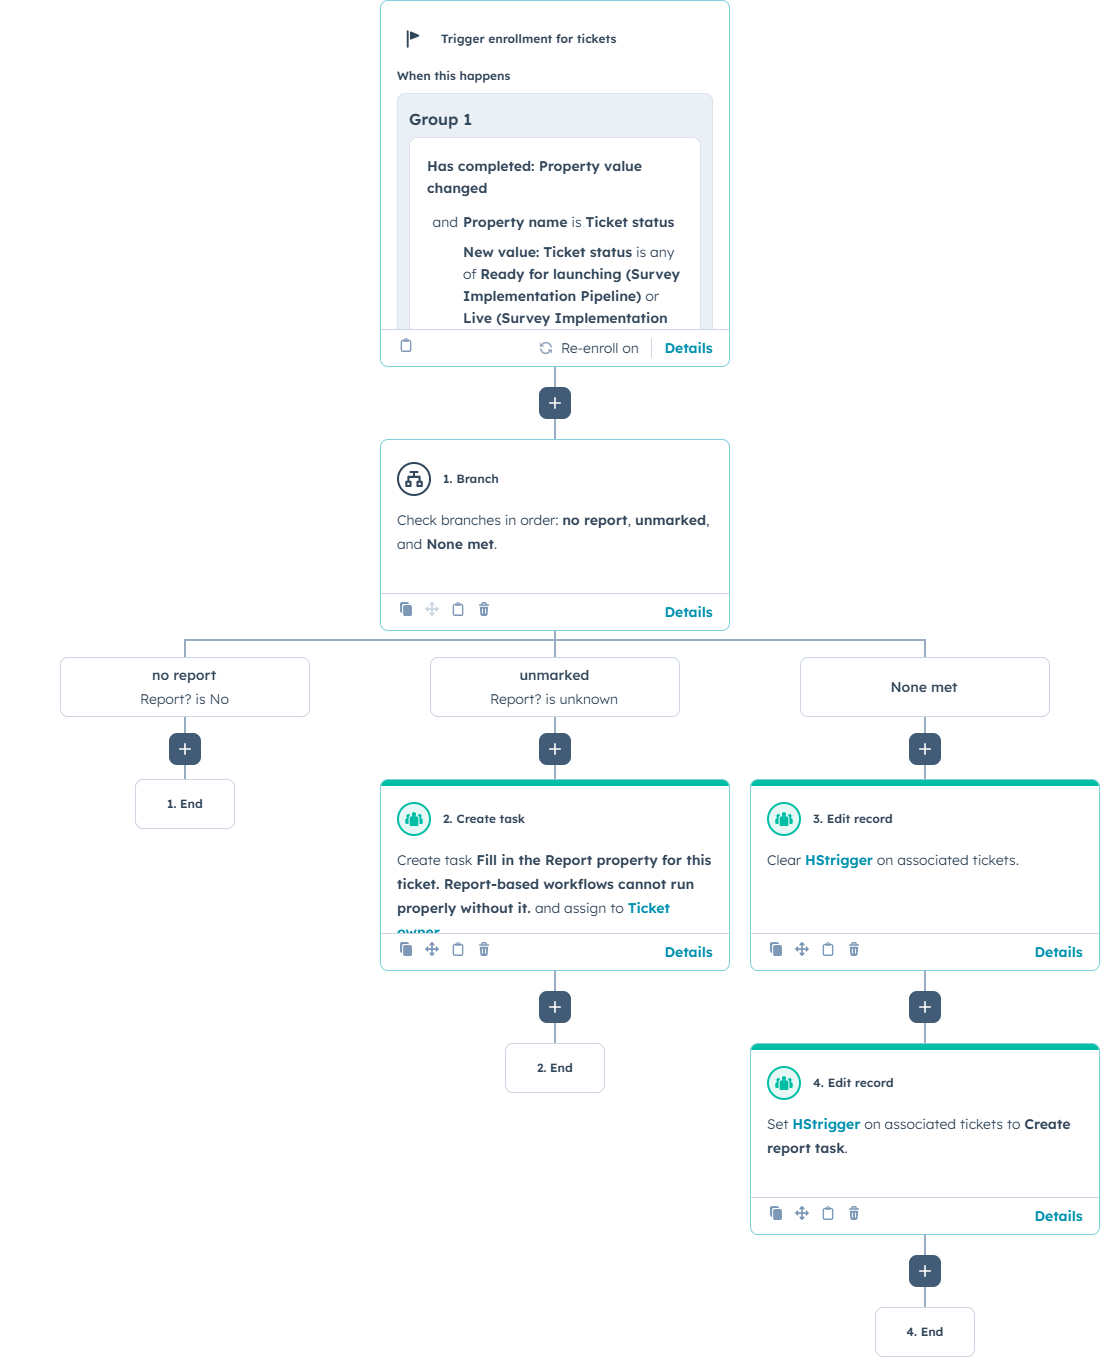 Trigger enrollment for tickets
When this happens
Group 1
Has completed: Property value
changed
and Property name is Ticket status
New value: Ticket status is any
of Ready for launching (Survey
Implementation Pipeline) or
Live (Survey Implementation
Re-enroll on
Details
1. Branch
Check branches in order: no report, unmarked,
and None met.
Details
no report
Report? is No
unmarked
Report? is unknown
None met
1. End
2. Create task
Create task Fill in the Report property for this
ticket. Report-based workflows cannot run
properly without it. and assign to Ticket
owner
Details
3. Edit record
Clear HStrigger on associated tickets.
Details
2. End
4. Edit record
Set HStrigger on associated tickets to Create
report task.
Details
4. End